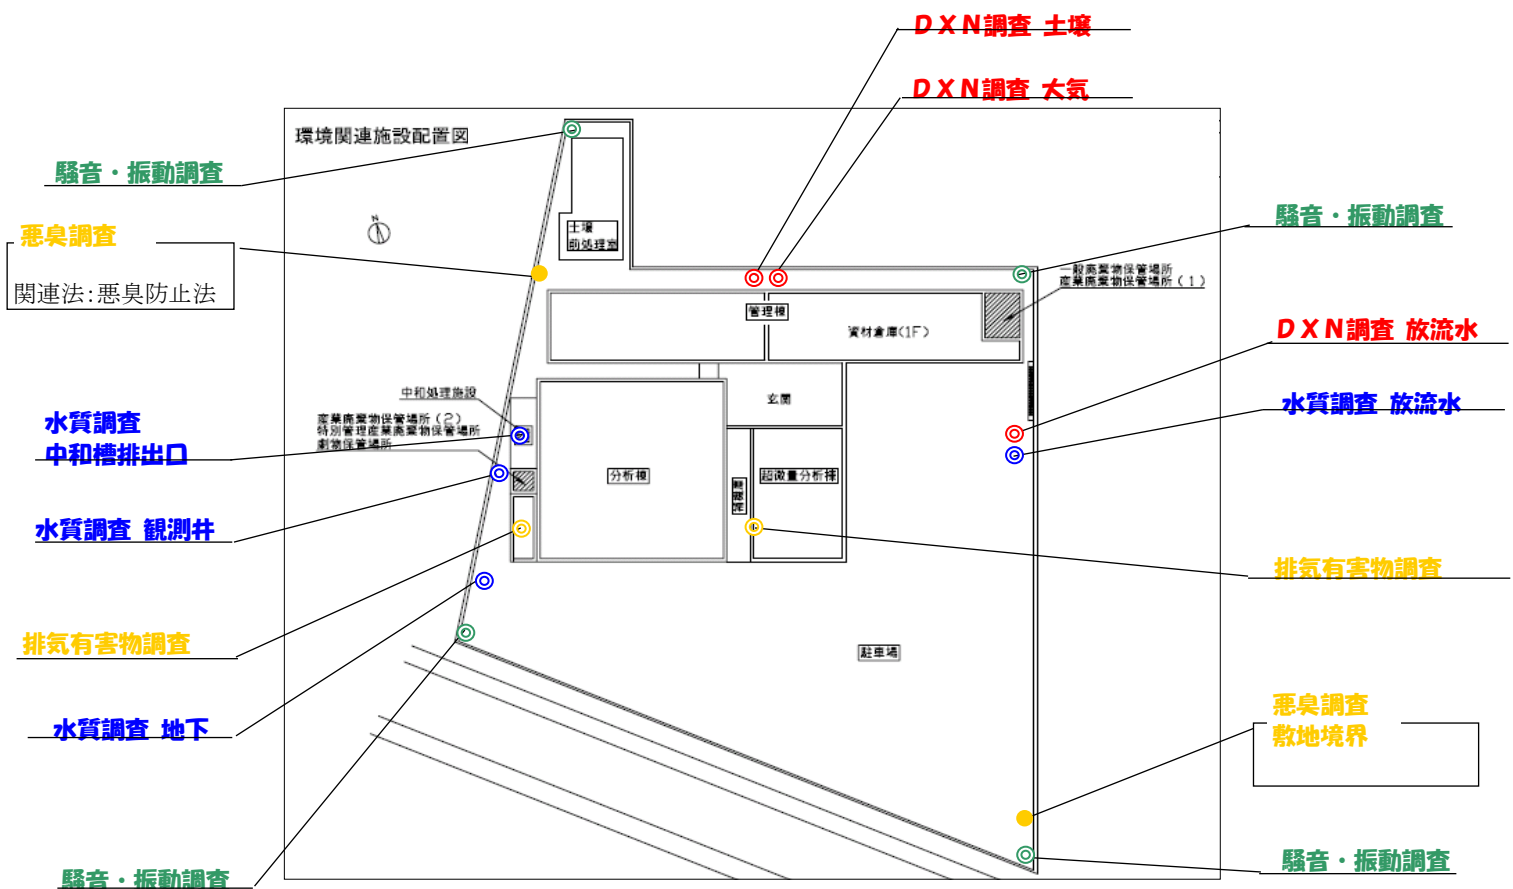 DXN調査 土壌
DXN調査 大気
環境関連施設配置図
騒音・振動調査
N
悪臭調査
関連法:悪臭防止法
土壌
前処理室
騒音・振動調査
一般廃棄物保管場所
産業廃棄物保管場所(1)
管理棟
資材倉庫(1F)
DXN調査 放流水
水質調査 放流水
中和処理施設
玄関
産業廃棄物保管場所(2)
特別管理産業廃棄物保管場所
劇物保管場所
水質調査
中和槽排出口
分析棟
超微量分析棟
水質調査 観測井
排気有害物調査
排気有害物調査
駐車場
水質調査 地下
悪臭調査
敷地境界
騒音・振動調査
騒音・振動調査